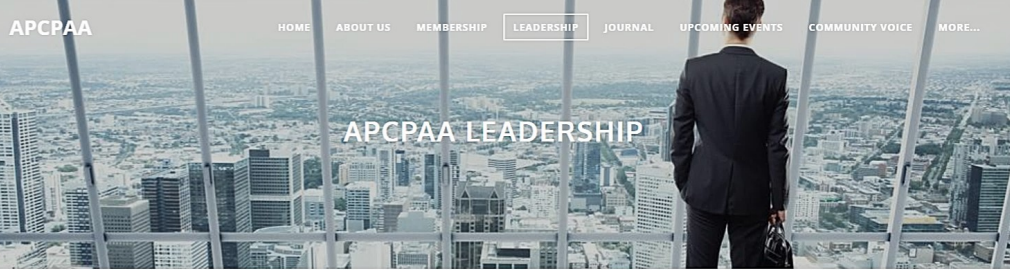 APCPAA
HOME ABOUT US MEMBERSHIP LEADERSHIP JOURNAL UPCOMING EVENTS COMMUNITY VOICE MORE...
APCPAA LEADERSHIP